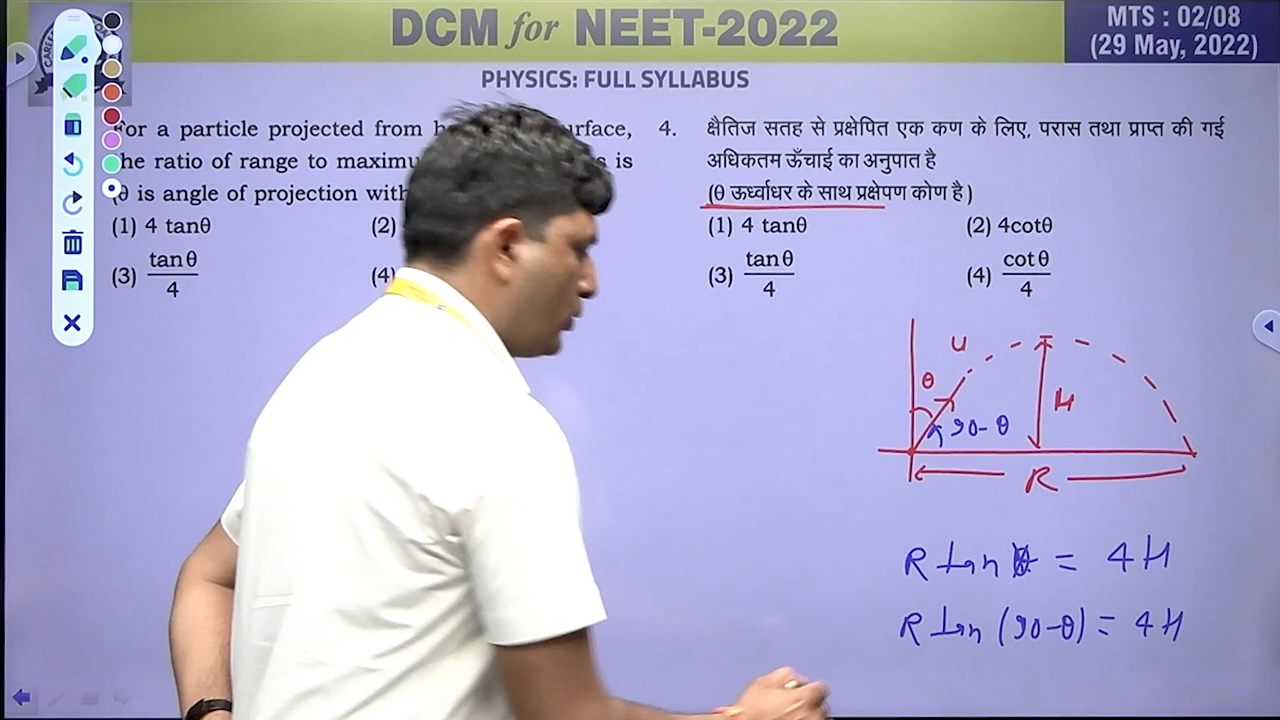 DCM for NEET-2022
MTS : 02/08
(29 May, 2022)
PHYSICS: FULL SYLLABUS
For a particle projected from
the ratio of range to
is
(θ is angle of projection with
(1) 4 tanθ
(2)
(3) tanθ/4
(4)
4. क्षैतिज सतह से प्रक्षेपित एक कण के लिए, परास तथा प्राप्त की गई
अधिकतम ऊँचाई का अनुपात है
(θ ऊर्ध्वाधर के साथ प्रक्षेपण कोण है)
(1) 4 tanθ
(2) 4cotθ
(3) tanθ/4
(4) cotθ/4
u
θ
H
90-θ
R
R tan θ = 4H
R tan (90-θ) = 4H